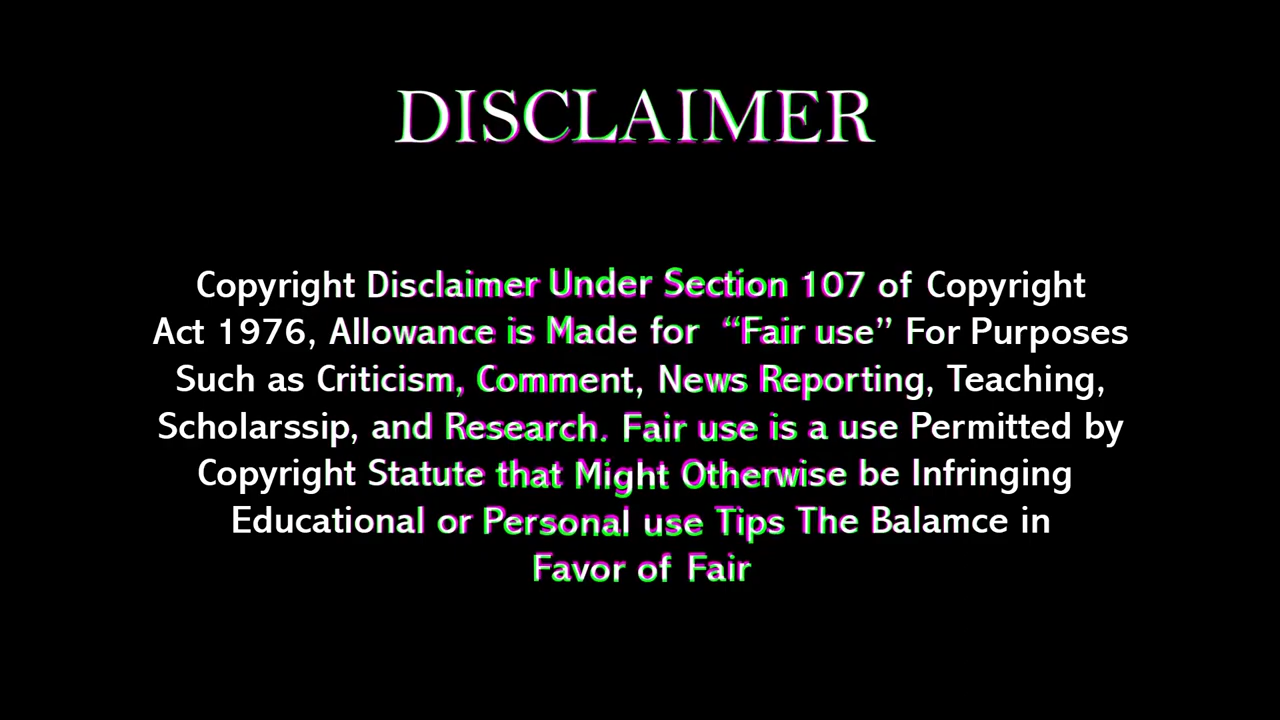 DISCLAIMER
Copyright Disclaimer Under Section 107 of Copyright
Act 1976, Allowance is Made for “Fair use” For Purposes
Such as Criticism, Comment, News Reporting, Teaching,
Scholarssip, and Research. Fair use is a use Permitted by
Copyright Statute that Might Otherwise be Infringing
Educational or Personal use Tips The Balamce in
Favor of Fair